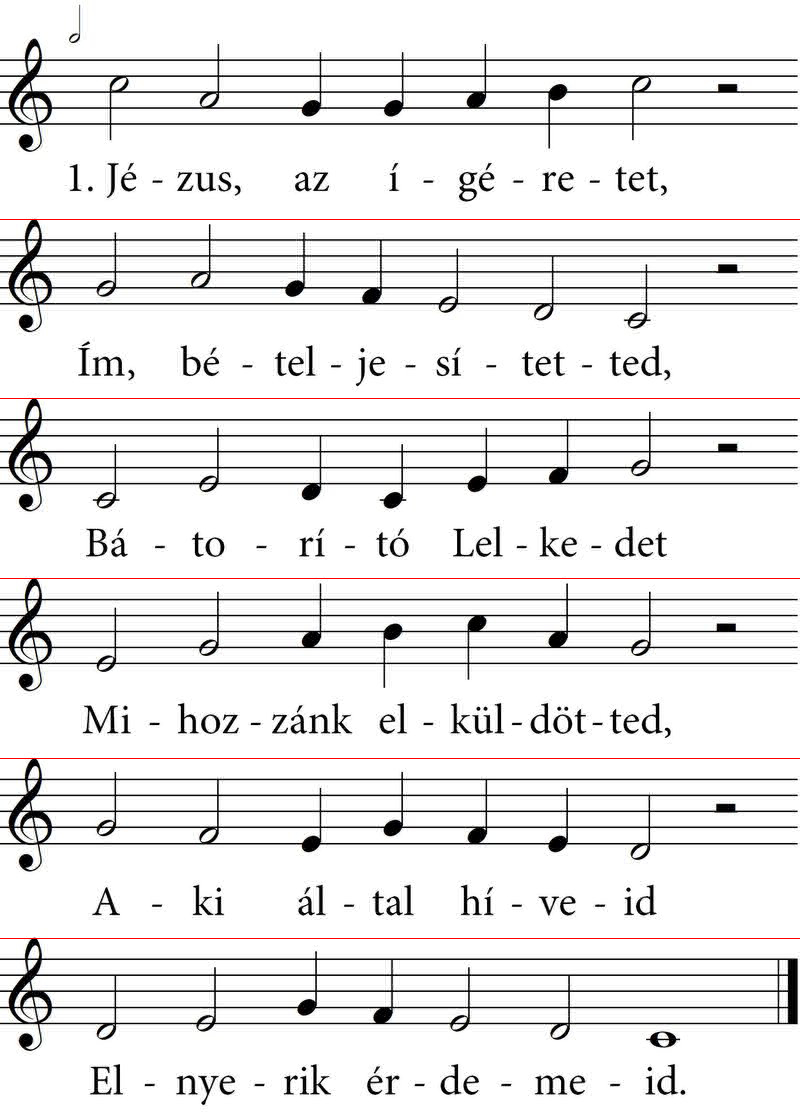 1. Jé - zus, az í - gé - re - tet,
Ím, bé - tel - je - sí - tet - ted,
Bá - to - rí - tó Lel - ke - det
Mi - hoz - zánk el - kül - döt - ted,
A - ki ál - tal hí - ve - id
El - nye - rik ér - de - me - id.